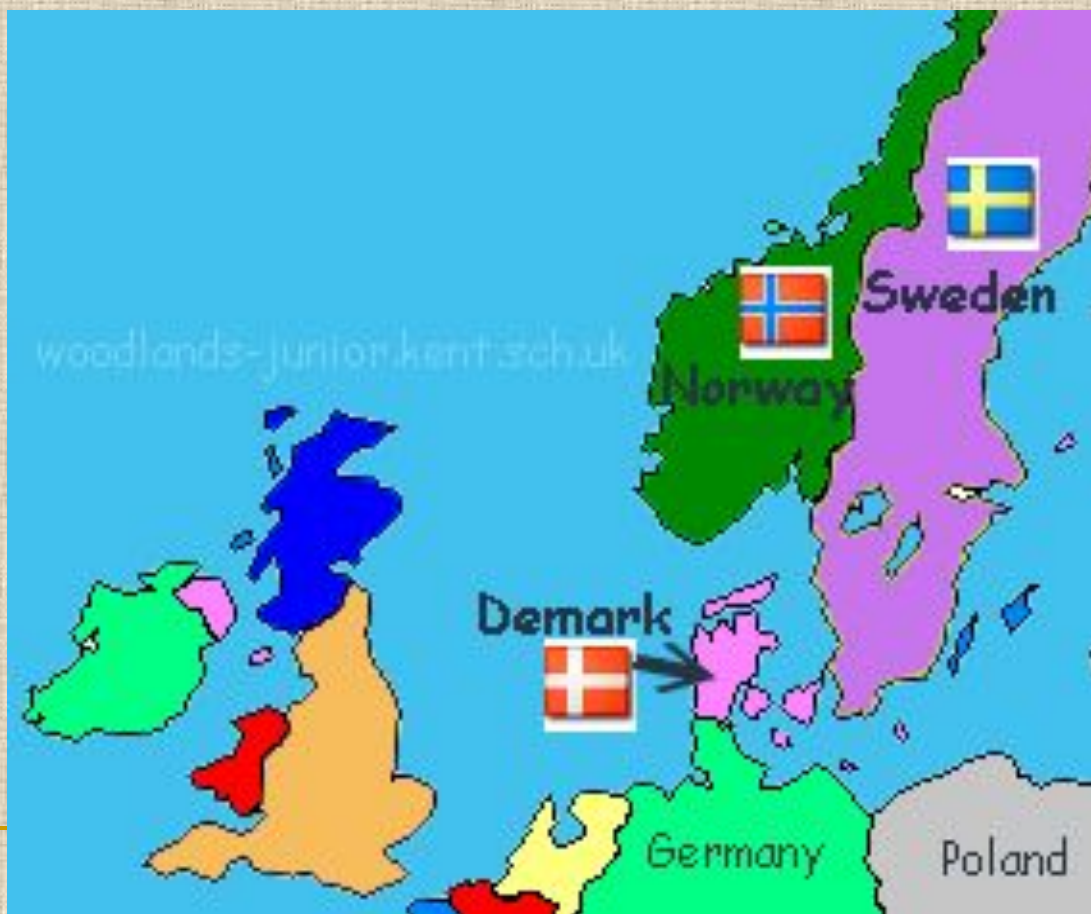 Sweden
woodlands-junior.kent.sch.uk
Norway
Demark
Germany
Poland